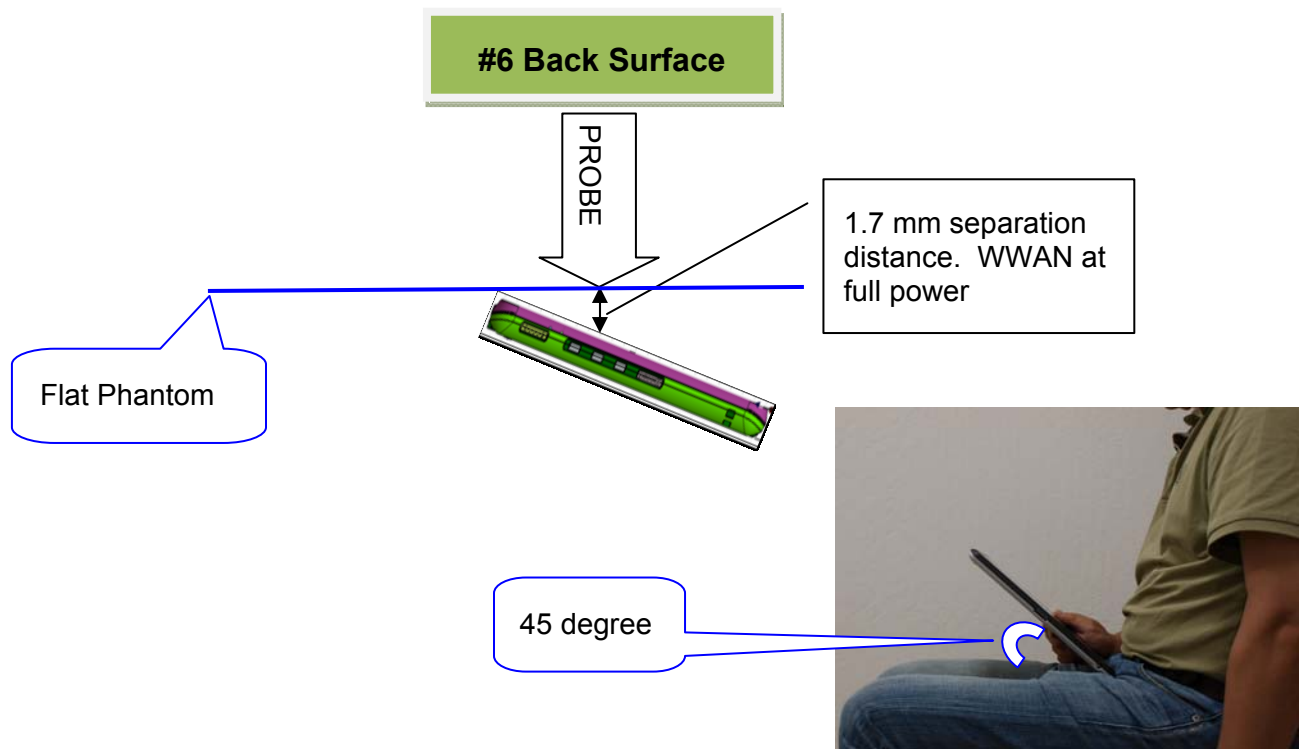 #6 Back Surface
PROBE
1.7 mm separation
distance.  WWAN at
full power
Flat Phantom
45 degree